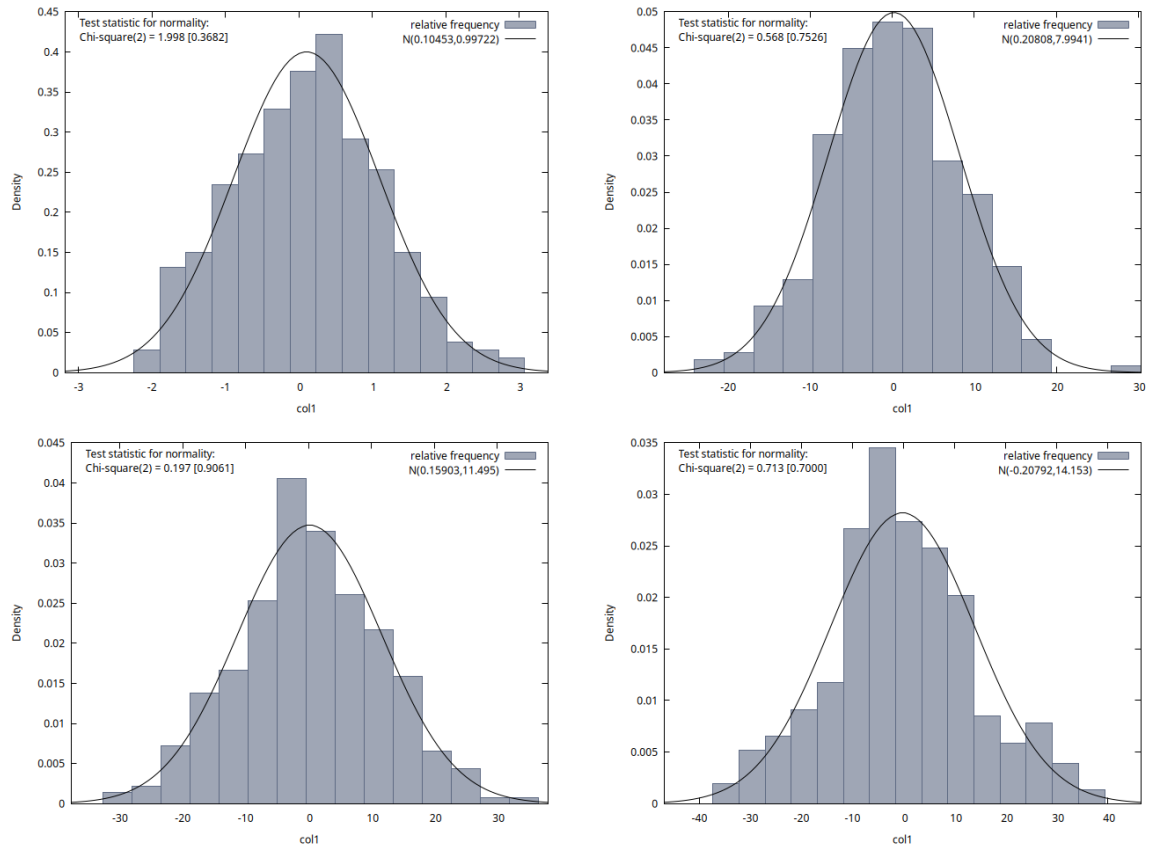 Test statistic for normality:
Chi-square(2) = 1.998 [0.3682]
relative frequency
N(0.10453,0.99722)
0.45
0.4
0.35
0.3
0.25
0.2
0.15
0.1
0.05
0
Density
-3 -2 -1 0 1 2 3
col1
Test statistic for normality:
Chi-square(2) = 0.568 [0.7526]
relative frequency
N(0.20808,7.9941)
0.05
0.045
0.04
0.035
0.03
0.025
0.02
0.015
0.01
0.005
0
Density
-20 -10 0 10 20 30
col1
Test statistic for normality:
Chi-square(2) = 0.197 [0.9061]
relative frequency
N(0.15903,11.495)
0.045
0.04
0.035
0.03
0.025
0.02
0.015
0.01
0.005
0
Density
-30 -20 -10 0 10 20 30
col1
Test statistic for normality:
Chi-square(2) = 0.713 [0.7000]
relative frequency
N(-0.20792,14.153)
0.035
0.03
0.025
0.02
0.015
0.01
0.005
0
Density
-40 -30 -20 -10 0 10 20 30 40
col1